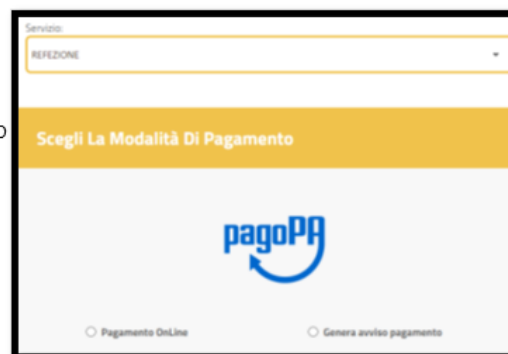 Servizio:
REFEZIONE
o
Scegli La Modalità Di Pagamento
pagoPA
Pagamento OnLine
Genera avviso pagamento